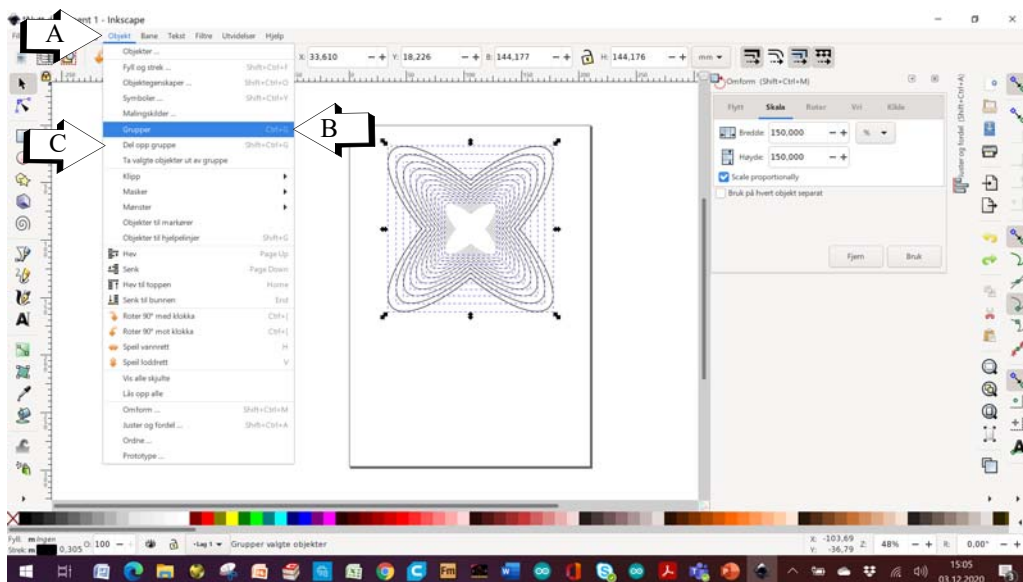 ent 1 - Inkscape
A
Objekt Bane Tekst Filtre Utvidelser Hjelp
X: 33,610 Y: 18,226 B: 144,177 H: 144,176 mm
Objekter ...
Fyll og strek ... Shift+Ctrl+F
Objektegenskaper ... Shift+Ctrl+O
Symboler ... Shift+Ctrl+Y
Malingskilder ...
Grupper Ctrl+G
B
Del opp gruppe Shift+Ctrl+G
C
Ta valgte objekter ut av gruppe
Klipp
Masker
Mønster
Objekter til markører
Objekter til hjelpelinjer Shift+G
Hev Page Up
Senk Page Down
Hev til toppen Home
Senk til bunnen End
Roter 90° med klokka Ctrl+]
Roter 90° mot klokka Ctrl+[
Speil vannrett H
Speil loddrett V
Vis alle skjulte
Lås opp alle
Omform ... Shift+Ctrl+M
Juster og fordel ... Shift+Ctrl+A
Ordne ...
Prototype ...
Omform (Shift+Ctrl+M)
Flytt Skala Roter Vri Kilde
Bredde: 150,000 %
Høyde: 150,000
Scale proportionally
Bruk på hvert objekt separat
Fjern Bruk
Juster og fordel (Shift+Ctrl+A)
Fyll: Ingen
Strek: 0,305 O: 100 Lag 1 Grupper valgte objekter
X: -103,69 Z: 48% R: 0,00°
Y: -36,79
15:05
03.12.2020